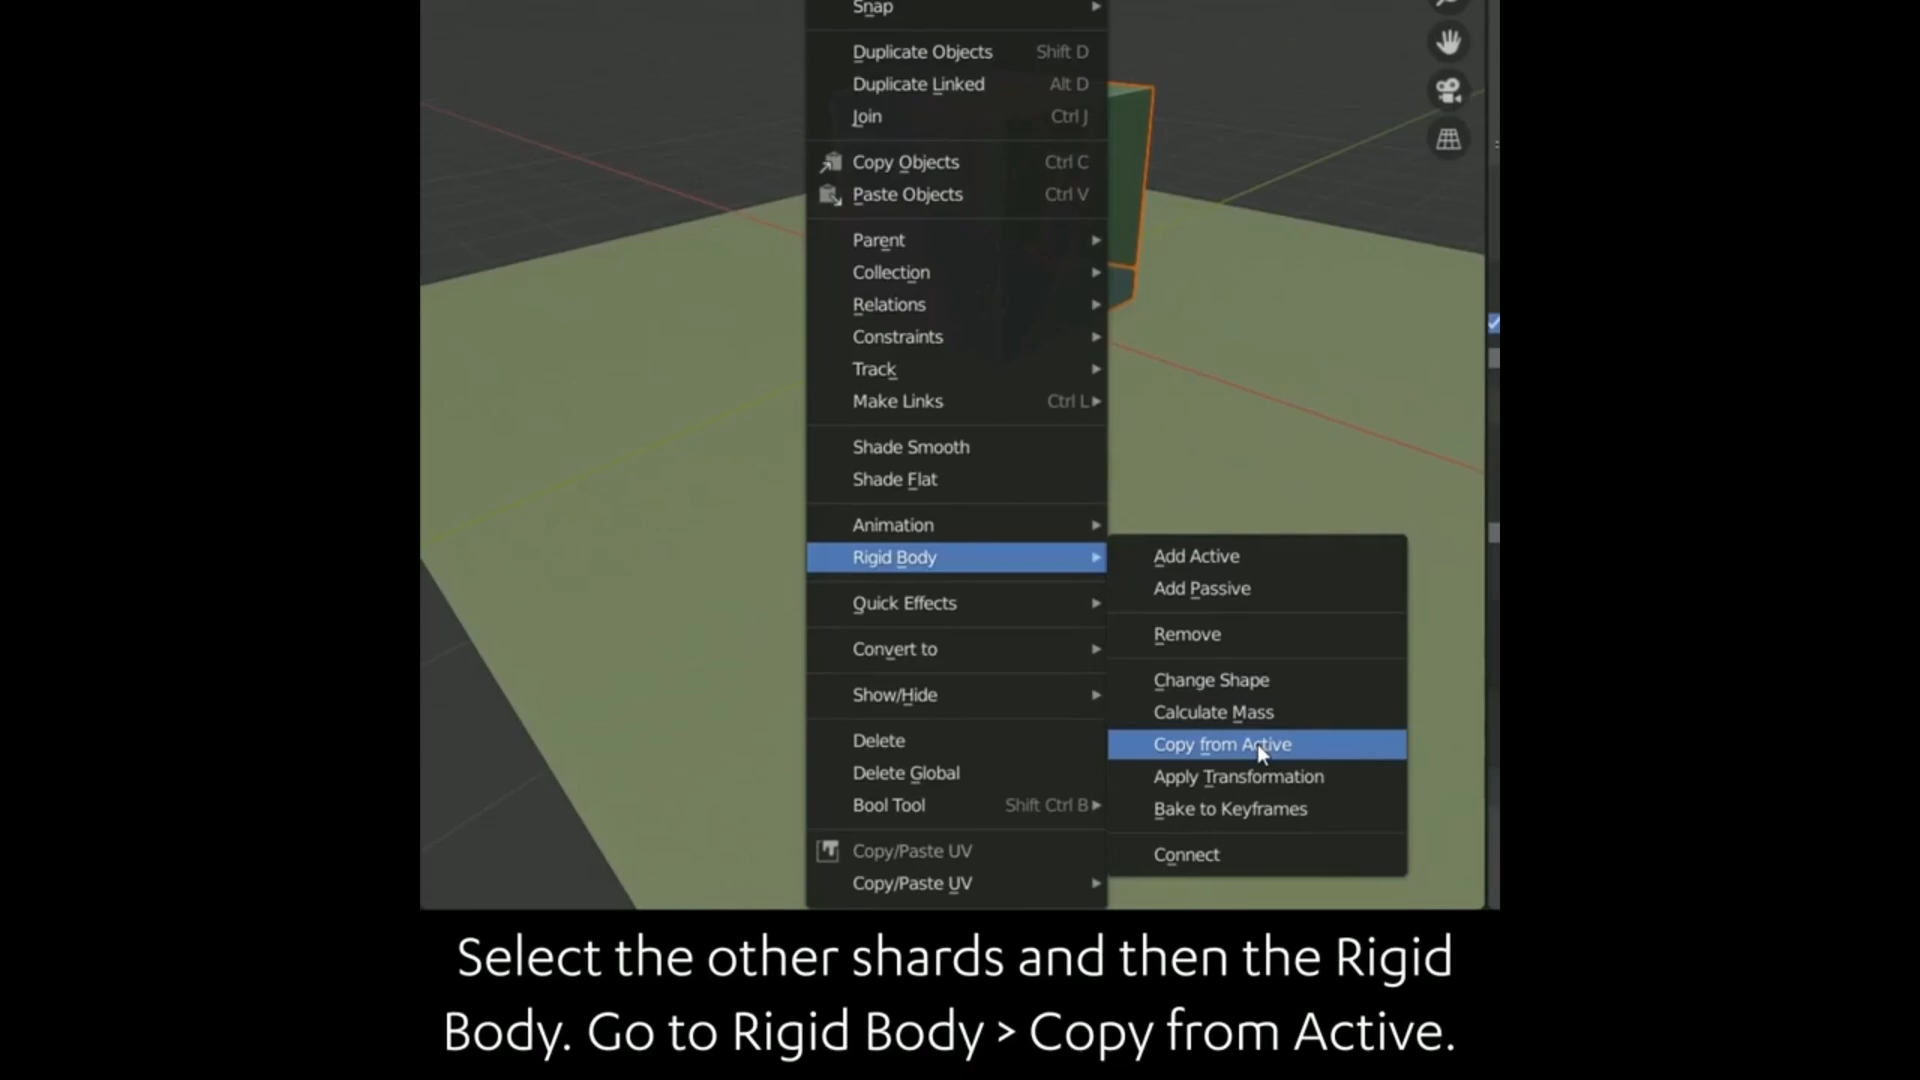 Snap
Duplicate Objects Shift D
Duplicate Linked Alt D
Join Ctrl J
Copy Objects Ctrl C
Paste Objects Ctrl V
Parent
Collection
Relations
Constraints
Track
Make Links Ctrl L
Shade Smooth
Shade Flat
Animation
Rigid Body
Quick Effects
Convert to
Show/Hide
Delete
Delete Global
Bool Tool Shift Ctrl B
Copy/Paste UV
Copy/Paste UV
Add Active
Add Passive
Remove
Change Shape
Calculate Mass
Copy from Active
Apply Transformation
Bake to Keyframes
Connect
Select the other shards and then the Rigid
Body. Go to Rigid Body > Copy from Active.